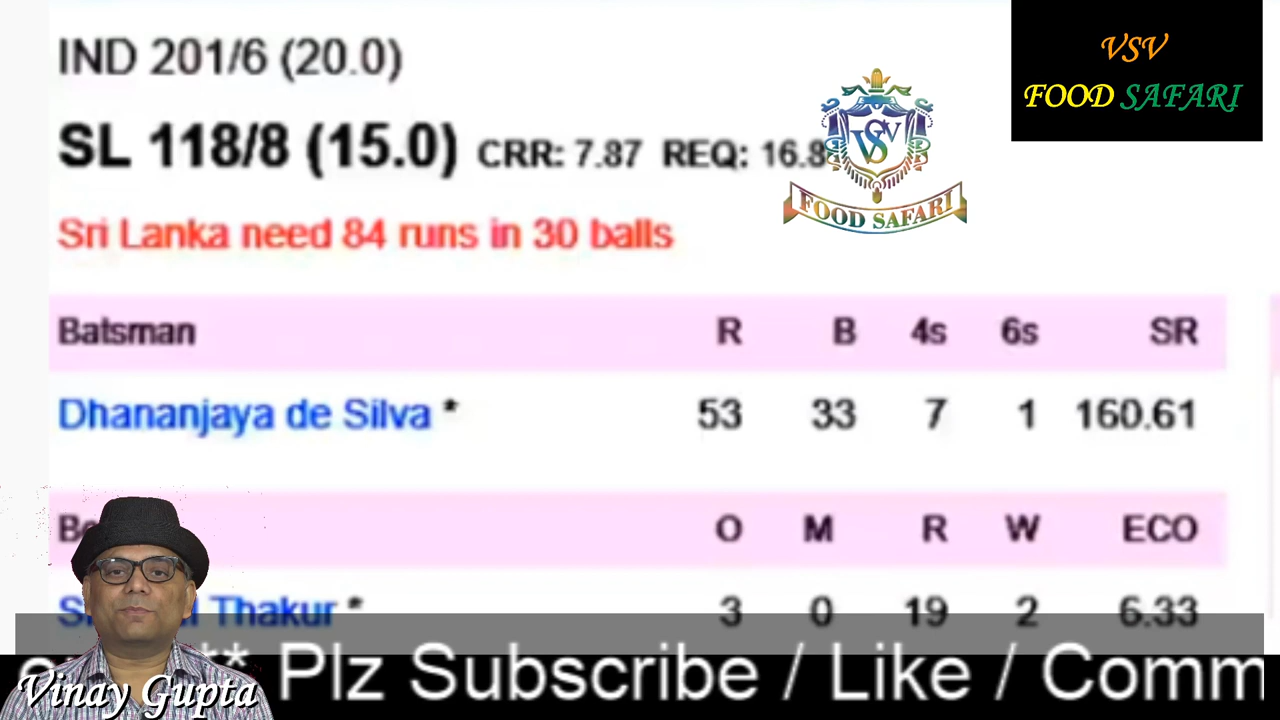 IND 201/6 (20.0)
SL 118/8 (15.0) CRR: 7.87 REQ: 16.8
Sri Lanka need 84 runs in 30 balls
VSV
FOOD SAFARI
VSV
FOOD SAFARI
Batsman R B 4s 6s SR
Dhananjaya de Silva * 53 33 7 1 160.61
O M R W ECO
Thakur * 3 0 19 2 6.33
** Plz Subscribe / Like / Comm
Vinay Gupta